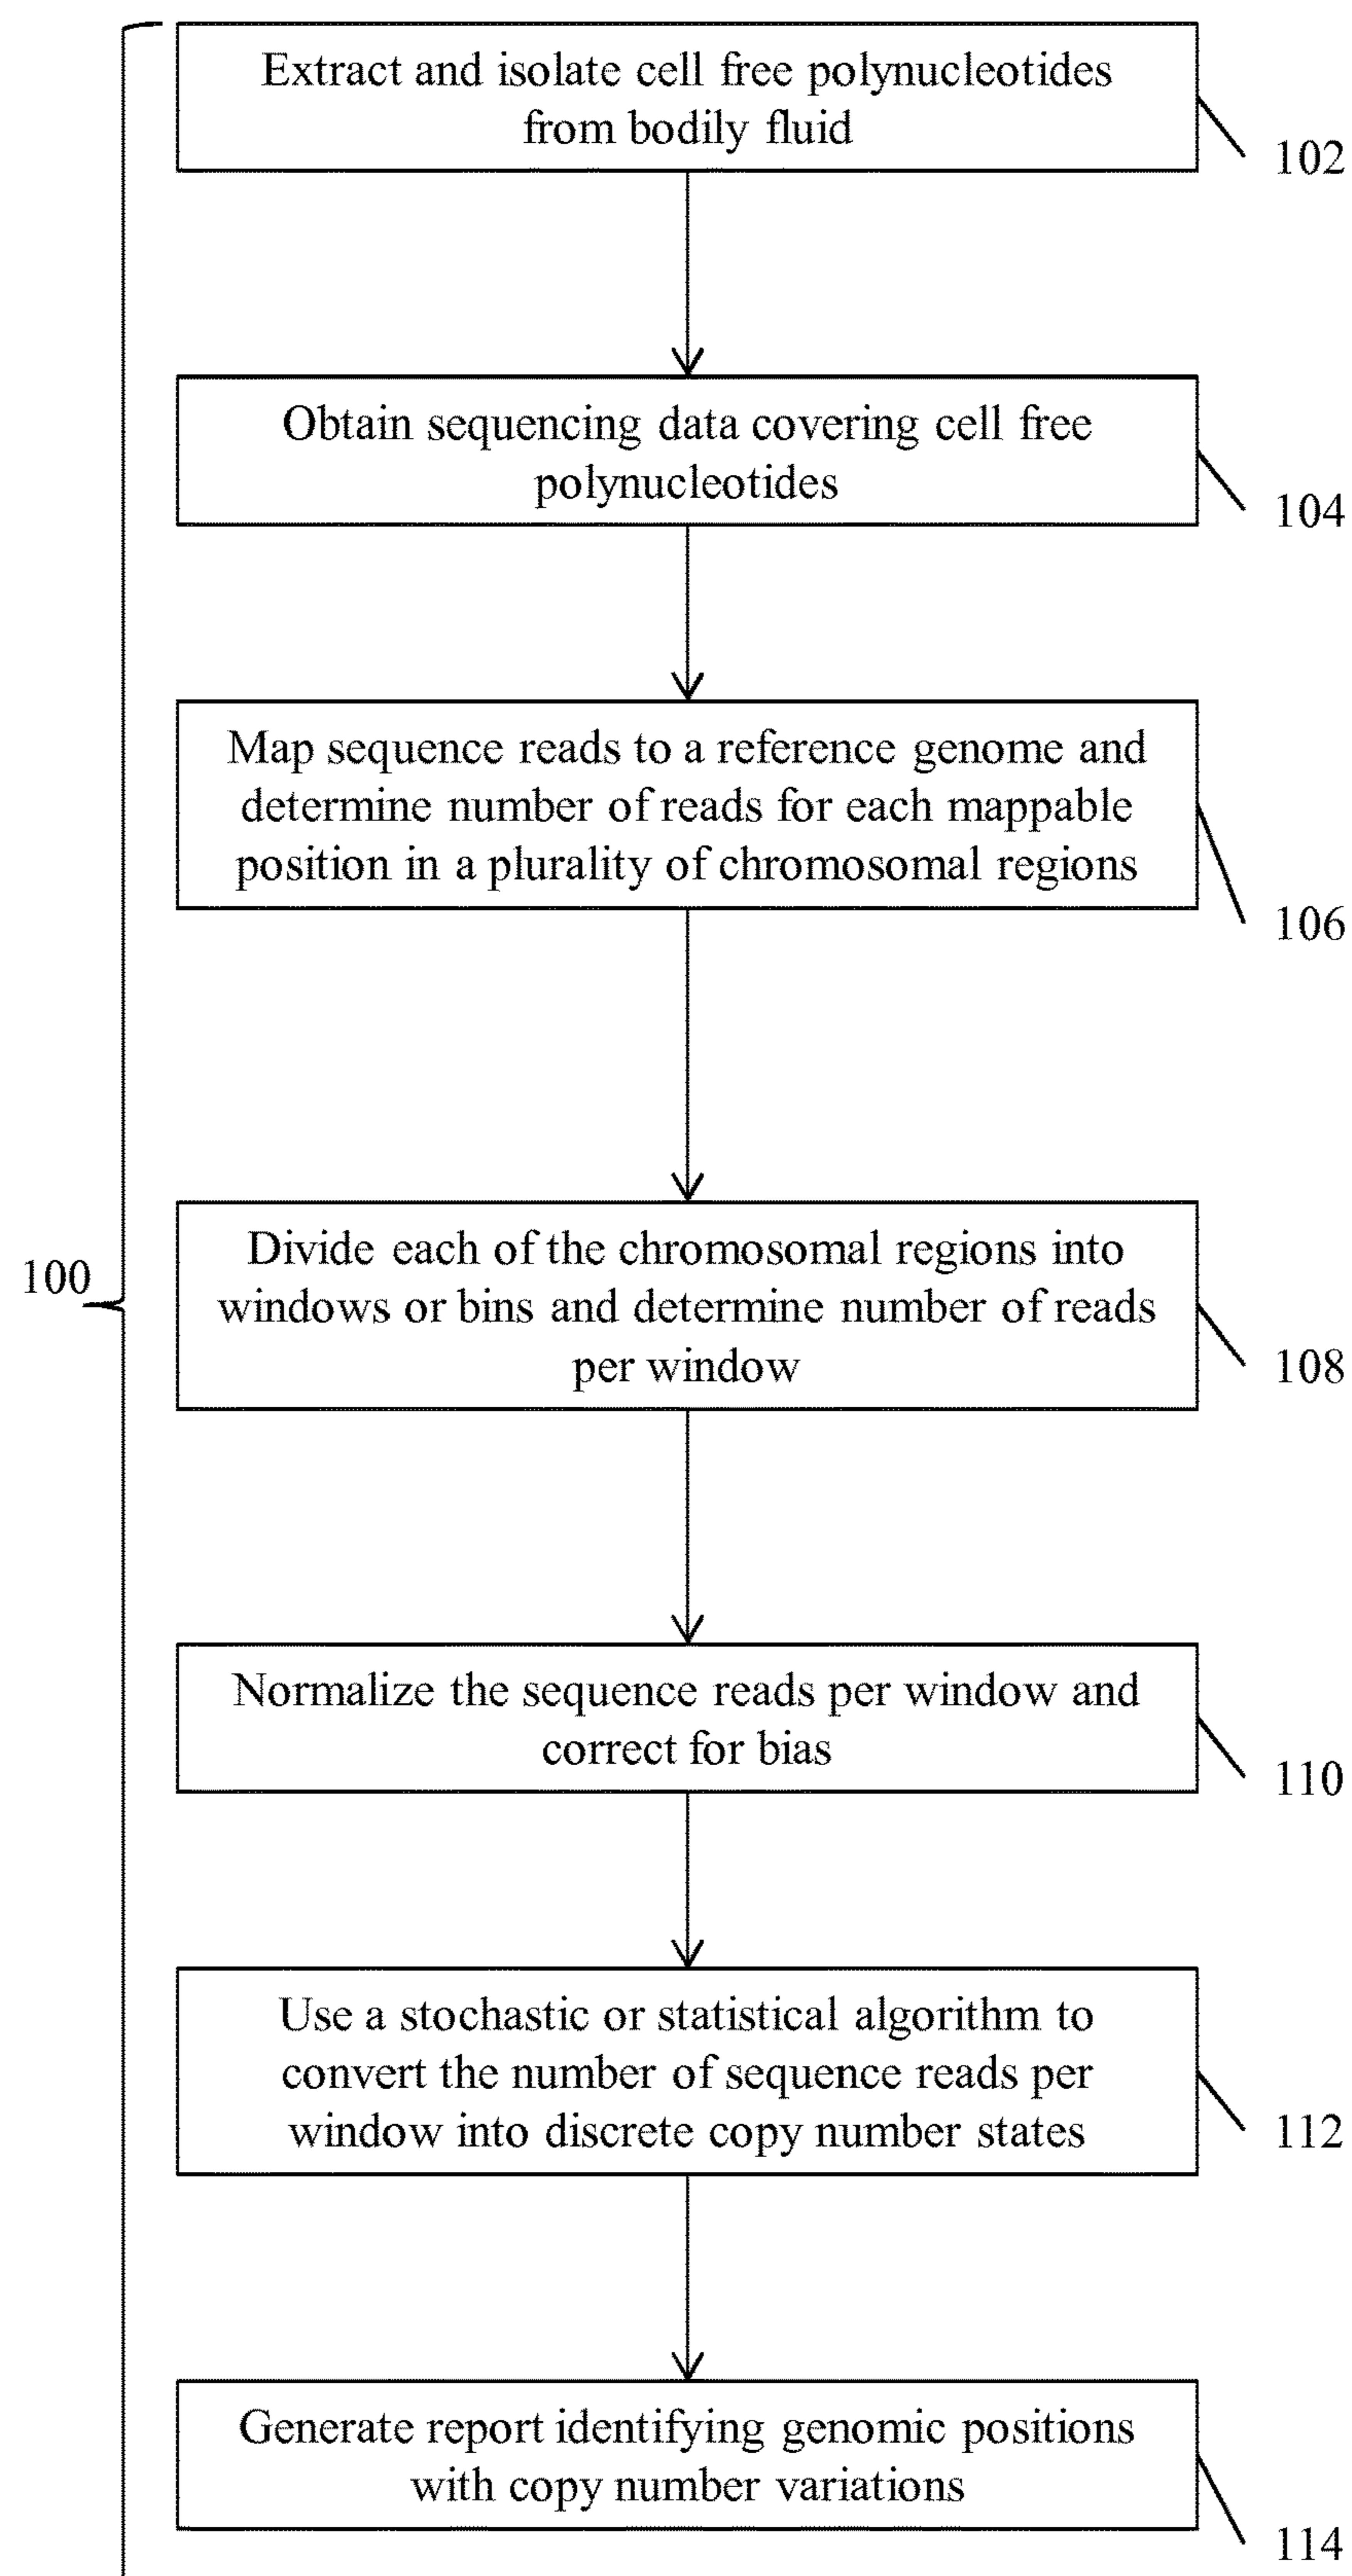 Extract and isolate cell free polynucleotides
from bodily fluid
102
Obtain sequencing data covering cell free
polynucleotides
104
Map sequence reads to a reference genome and
determine number of reads for each mappable
position in a plurality of chromosomal regions
106
100
Divide each of the chromosomal regions into
windows or bins and determine number of reads
per window
108
Normalize the sequence reads per window and
correct for bias
110
Use a stochastic or statistical algorithm to
convert the number of sequence reads per
window into discrete copy number states
112
Generate report identifying genomic positions
with copy number variations
114